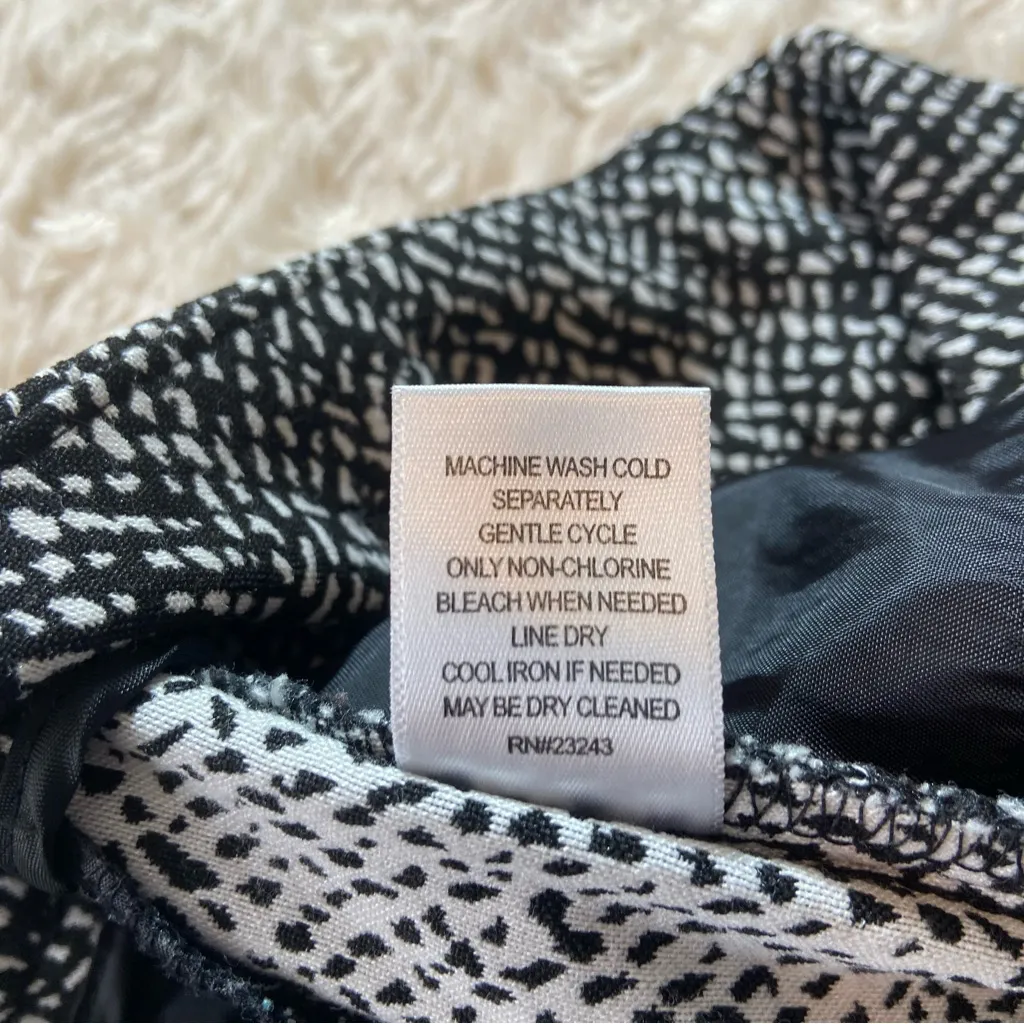 MACHINE WASH COLD
SEPARATELY
GENTLE CYCLE
ONLY NON-CHLORINE
BLEACH WHEN NEEDED
LINE DRY
COOL IRON IF NEEDED
MAY BE DRY CLEANED
RN#23243